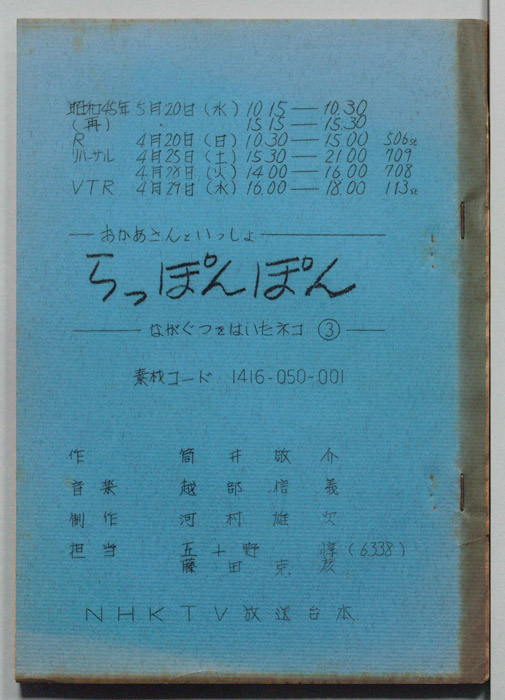 昭和45年 5月20日(水) 10.15 — 10.30
(再) 15.15 — 15.30
R 4月20日(日) 10.30 — 15.00 506st
リハーサル 4月25日(土) 15.30 — 21.00 709
4月28日(火) 14.00 — 16.00 708
VTR 4月29日(水) 16.00 — 18.00 113st
— おかあさんといっしょ —
らっぽんぽん
— ながぐつをはいたネコ ③ —
素材コード 1416-050-001
作 筒井敬介
音楽 越部信義
制作 河村雄次
担当 五十野 惇 (6338)
藤田克彦
NHKTV放送台本